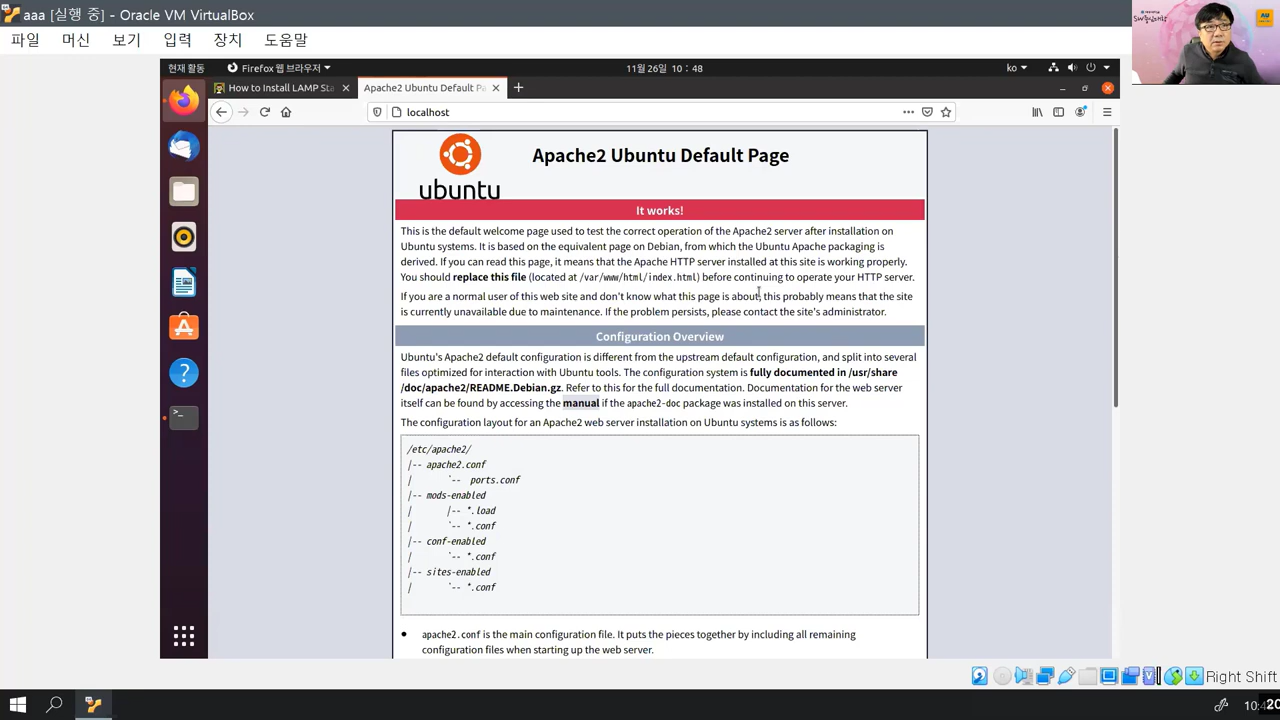 aaa [실행 중] - Oracle VM VirtualBox
파일 머신 보기 입력 장치 도움말
현재 활동 Firefox 웹 브라우저 11월 26일 10 : 48 ko
How to Install LAMP Sta Apache2 Ubuntu Default Pa
localhost
ubuntu
Apache2 Ubuntu Default Page
It works!
This is the default welcome page used to test the correct operation of the Apache2 server after installation on
Ubuntu systems. It is based on the equivalent page on Debian, from which the Ubuntu Apache packaging is
derived. If you can read this page, it means that the Apache HTTP server installed at this site is working properly.
You should replace this file (located at /var/www/html/index.html) before continuing to operate your HTTP server.
If you are a normal user of this web site and don't know what this page is about, this probably means that the site
is currently unavailable due to maintenance. If the problem persists, please contact the site's administrator.
Configuration Overview
Ubuntu's Apache2 default configuration is different from the upstream default configuration, and split into several
files optimized for interaction with Ubuntu tools. The configuration system is fully documented in /usr/share
/doc/apache2/README.Debian.gz. Refer to this for the full documentation. Documentation for the web server
itself can be found by accessing the manual if the apache2-doc package was installed on this server.
The configuration layout for an Apache2 web server installation on Ubuntu systems is as follows:
/etc/apache2/
|-- apache2.conf
| `-- ports.conf
|-- mods-enabled
| |-- *.load
| `-- *.conf
|-- conf-enabled
| `-- *.conf
|-- sites-enabled
| `-- *.conf
apache2.conf is the main configuration file. It puts the pieces together by including all remaining
configuration files when starting up the web server.
Right Shift